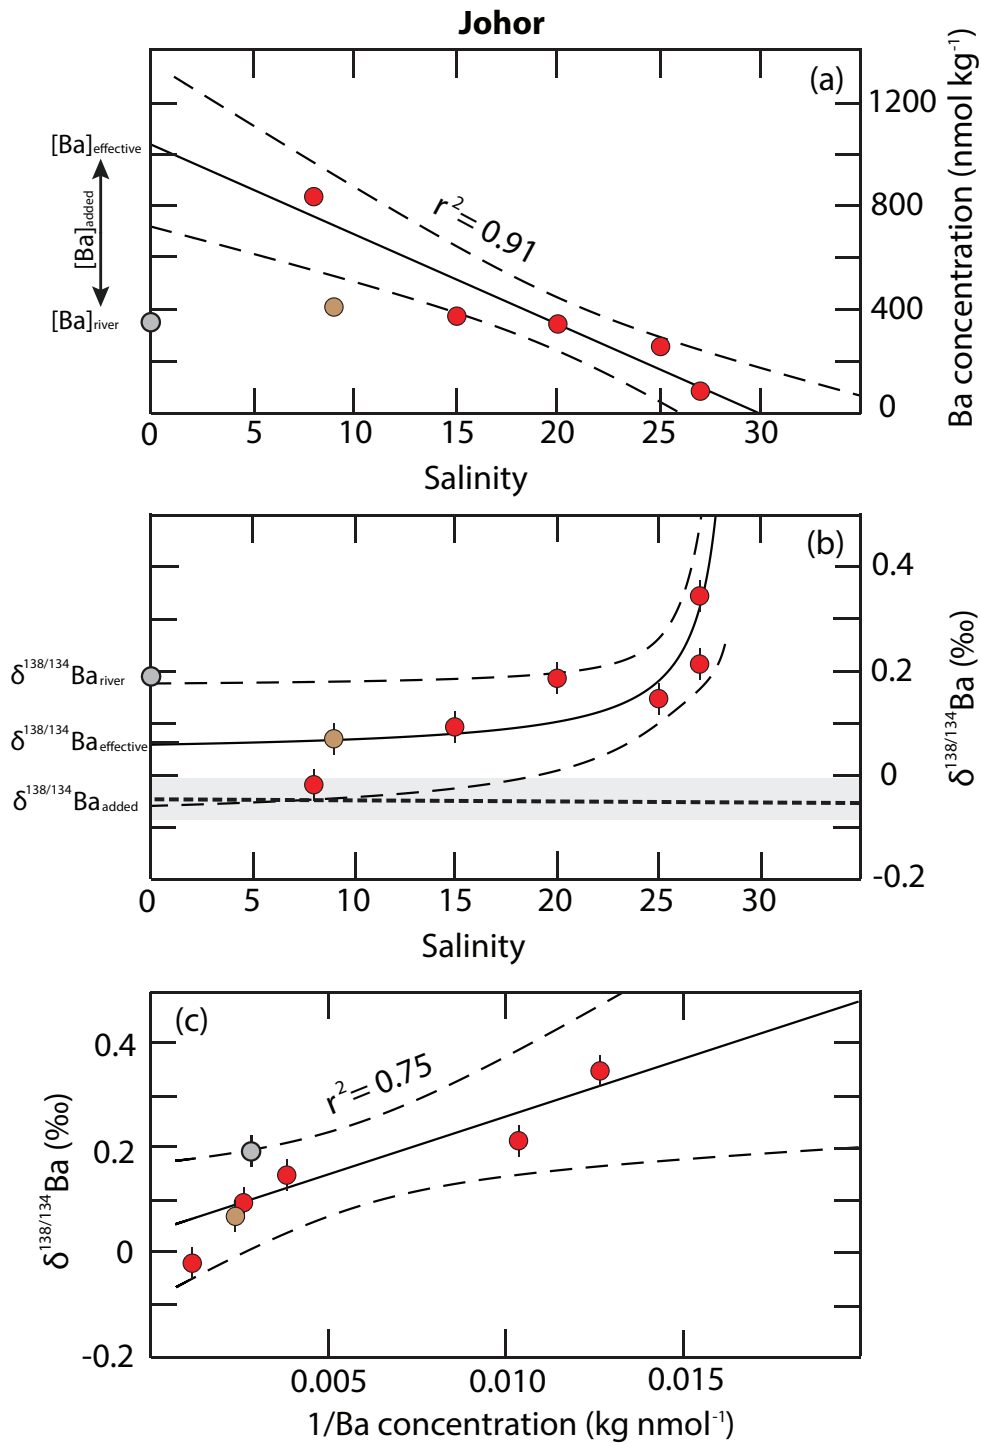 Johor
(a)
1200
800
400
0
Ba concentration (nmol kg⁻¹)
[Ba]effective
[Ba]added
[Ba]river
r² = 0.91
0 5 10 15 20 25 30
Salinity
(b)
0.4
0.2
0
-0.2
δ¹³⁸/¹³⁴Ba (‰)
δ¹³⁸/¹³⁴Ba river
δ¹³⁸/¹³⁴Ba effective
δ¹³⁸/¹³⁴Ba added
0 5 10 15 20 25 30
Salinity
(c)
0.4
0.2
0
-0.2
δ¹³⁸/¹³⁴Ba (‰)
r² = 0.75
0.005 0.010 0.015
1/Ba concentration (kg nmol⁻¹)